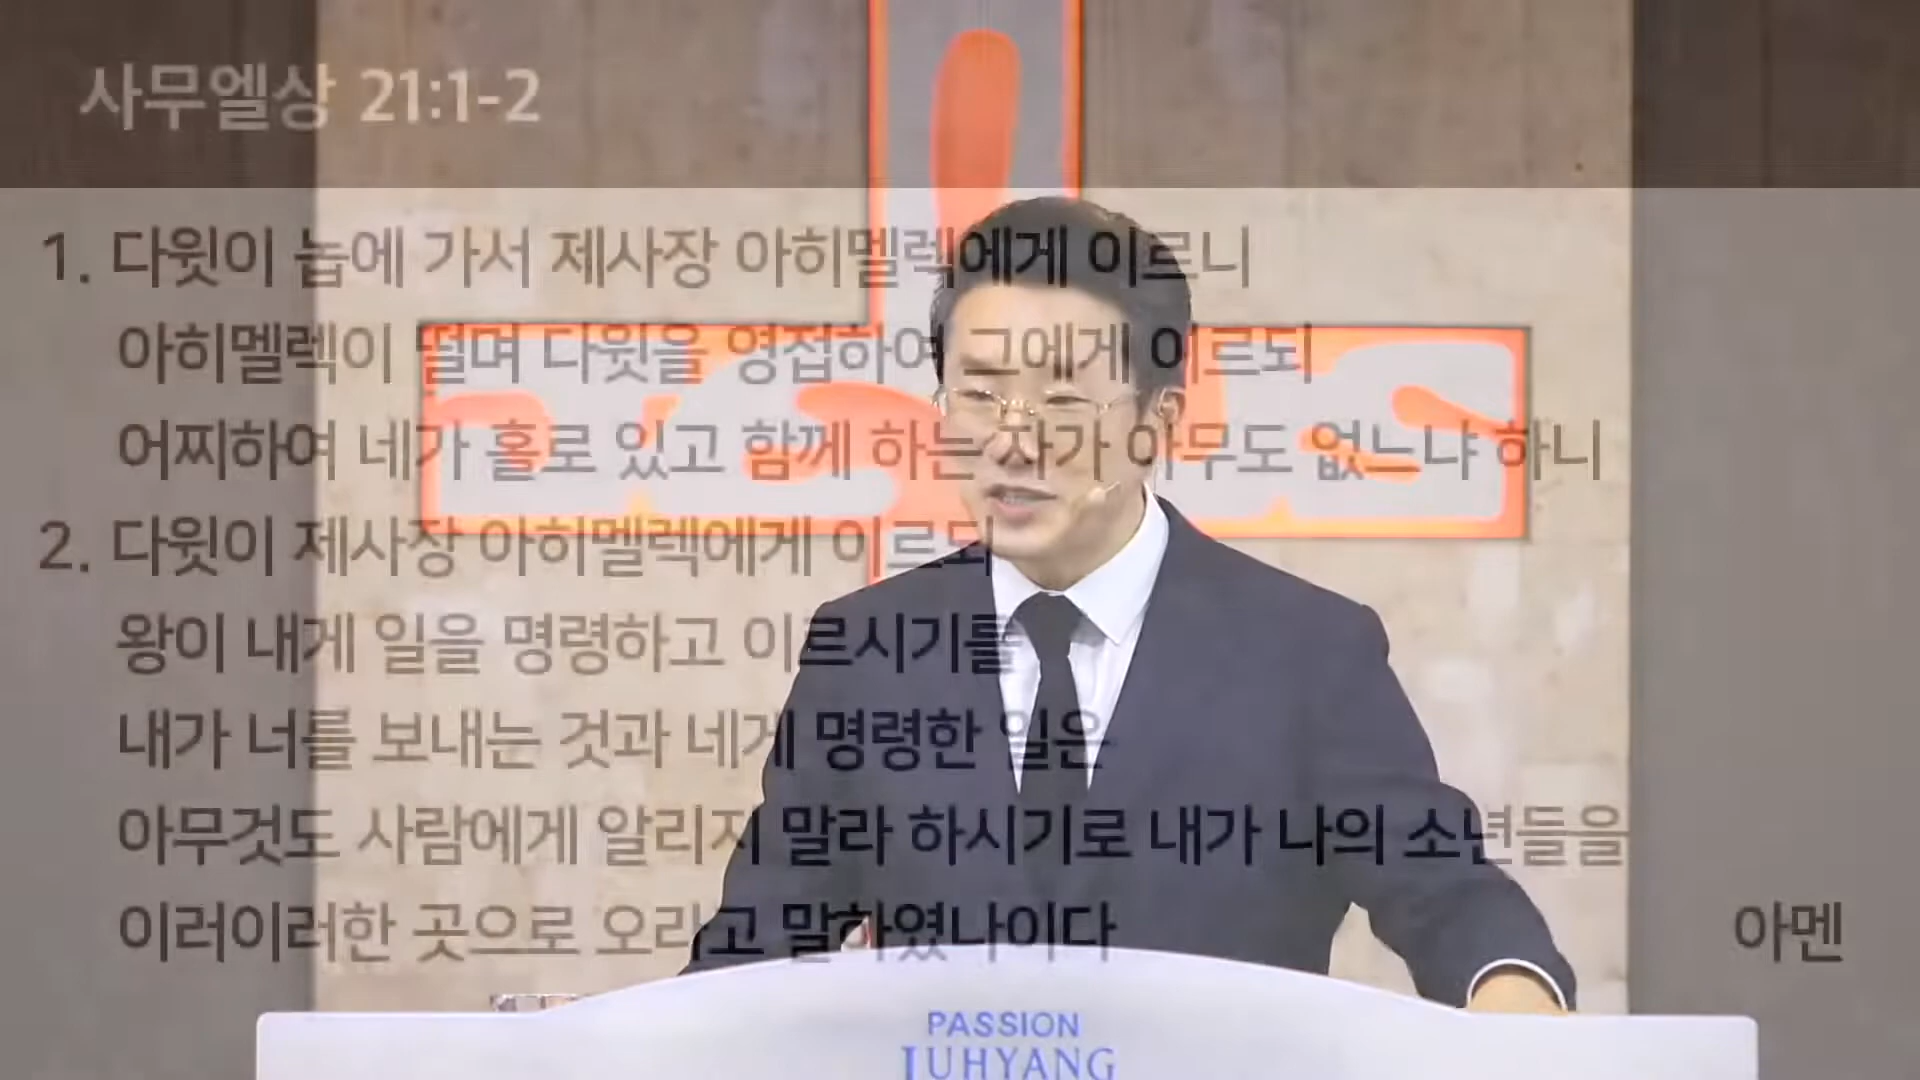 사무엘상 21:1-2
1. 다윗이 놉에 가서 제사장 아히멜렉에게 이르니
아히멜렉이 떨며 다윗을 영접하여 그에게 이르되
어찌하여 네가 홀로 있고 함께 하는 자가 아무도 없느냐 하니
2. 다윗이 제사장 아히멜렉에게 이르되
왕이 내게 일을 명령하고 이르시기를
내가 너를 보내는 것과 네게 명령한 일은
아무것도 사람에게 알리지 말라 하시기로 내가 나의 소년들을
이러이러한 곳으로 오라고 말하였나이다
아멘
PASSION
JUHYANG